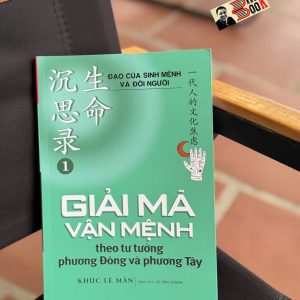 生命
沉思录
1
ĐẠO CỦA SINH MỆNH
VÀ ĐỜI NGƯỜI
一代人的文化焦虑
GIẢI MÃ
VẬN MỆNH
theo tư tưởng
phương Đông và phương Tây
KHÚC LÊ MẪN